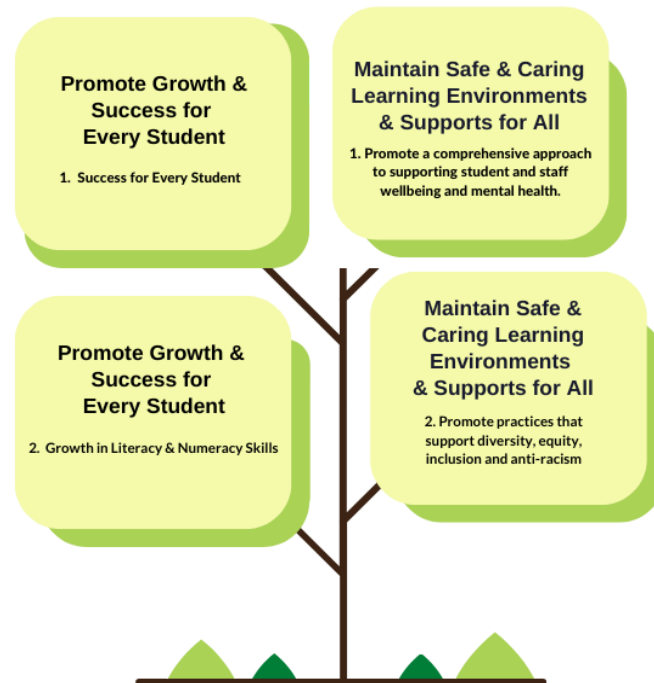 Promote Growth &
Success for
Every Student
1. Success for Every Student
Maintain Safe & Caring
Learning Environments
& Supports for All
1. Promote a comprehensive approach
to supporting student and staff
wellbeing and mental health.
Promote Growth &
Success for
Every Student
2. Growth in Literacy & Numeracy Skills
Maintain Safe &
Caring Learning
Environments
& Supports for All
2. Promote practices that
support diversity, equity,
inclusion and anti-racism